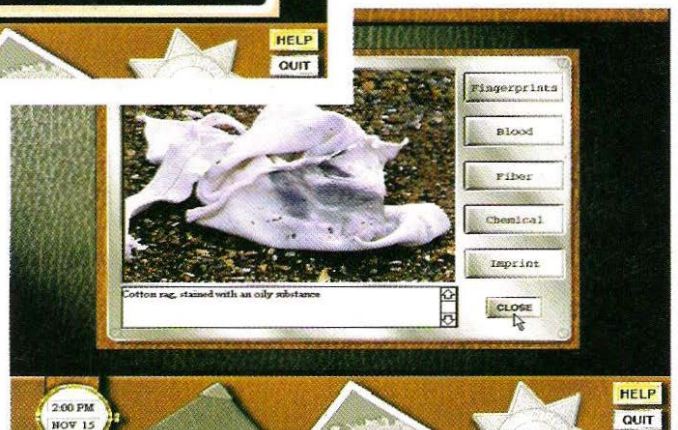 HELP
QUIT
Fingerprints
Blood
Fiber
Chemical
Imprint
Cotton rag, stained with an oily substance
CLOSE
2:00 PM
NOV 15
HELP
QUIT